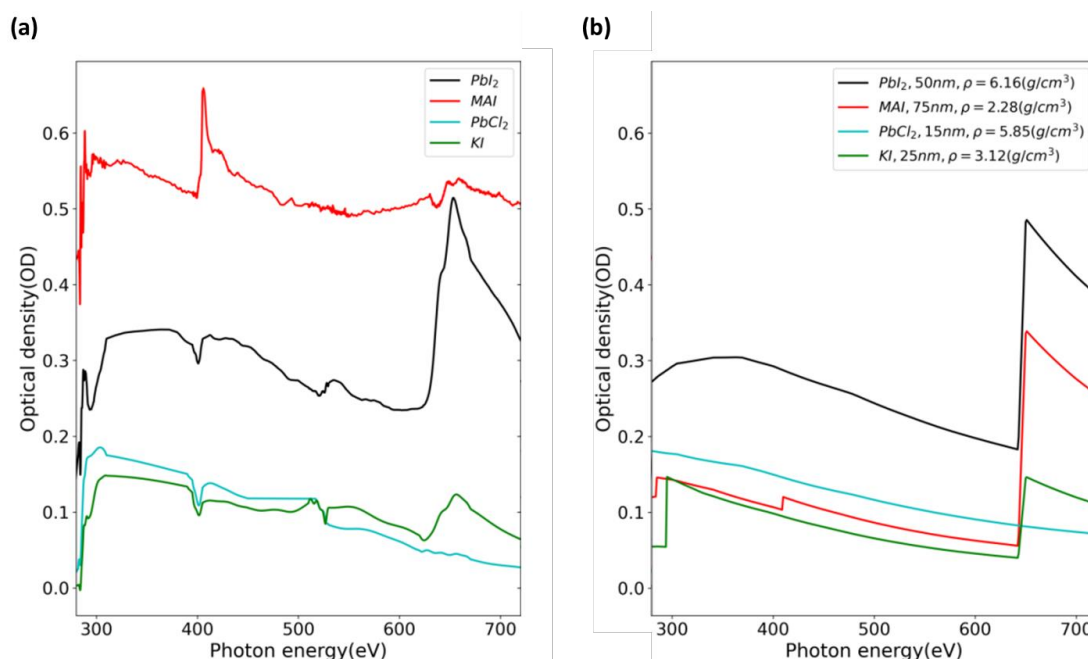 (a)
Optical density(OD)
0.6
0.5
0.4
0.3
0.2
0.1
0.0
PbI₂
MAI
PbCl₂
KI
300 400 500 600 700
Photon energy(eV)
(b)
Optical density(OD)
0.6
0.5
0.4
0.3
0.2
0.1
0.0
PbI₂, 50nm, ρ = 6.16(g/cm³)
MAI, 75nm, ρ = 2.28(g/cm³)
PbCl₂, 15nm, ρ = 5.85(g/cm³)
KI, 25nm, ρ = 3.12(g/cm³)
300 400 500 600 700
Photon energy(eV)